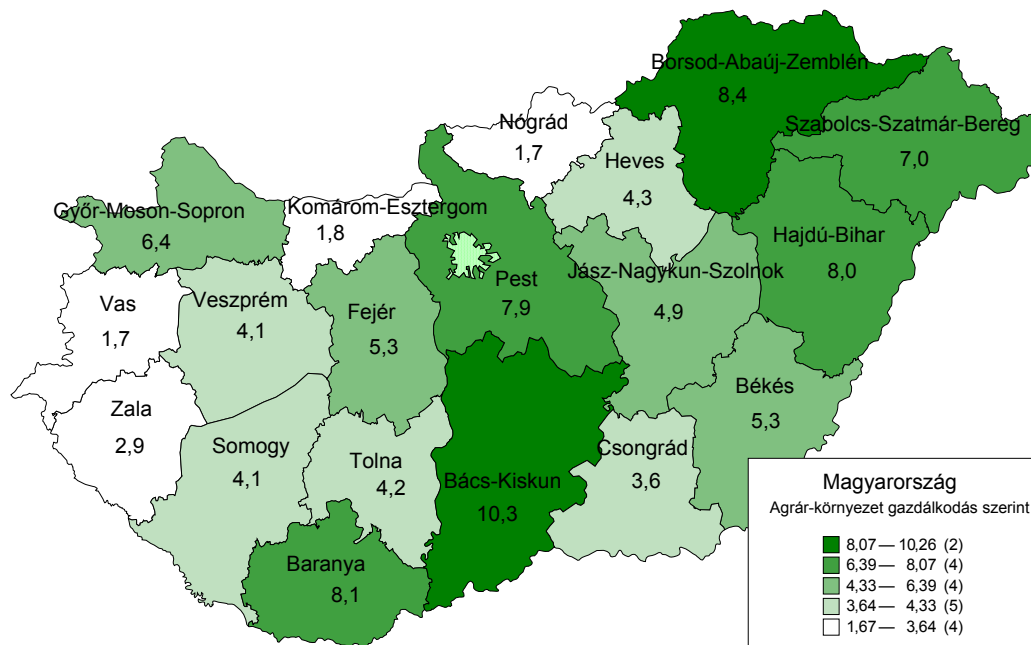 Borsod-Abaúj-Zemplén
8,4
Szabolcs-Szatmár-Bereg
7,0
Nógrád
1,7
Heves
4,3
Győr-Moson-Sopron
6,4
Komárom-Esztergom
1,8
Hajdú-Bihar
8,0
Pest
7,9
Jász-Nagykun-Szolnok
4,9
Vas
1,7
Veszprém
4,1
Fejér
5,3
Békés
5,3
Zala
2,9
Somogy
4,1
Tolna
4,2
Bács-Kiskun
10,3
Csongrád
3,6
Baranya
8,1
Magyarország
Agrár-környezet gazdálkodás szerint
8,07 — 10,26 (2)
6,39 — 8,07 (4)
4,33 — 6,39 (4)
3,64 — 4,33 (5)
1,67 — 3,64 (4)